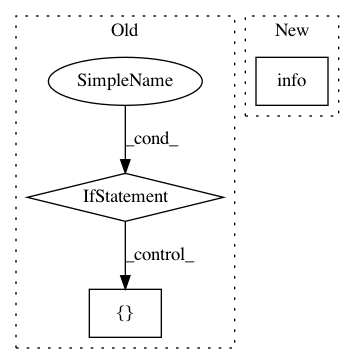 Old
New
SimpleName
info
_cond_
IfStatement
_control_
{}